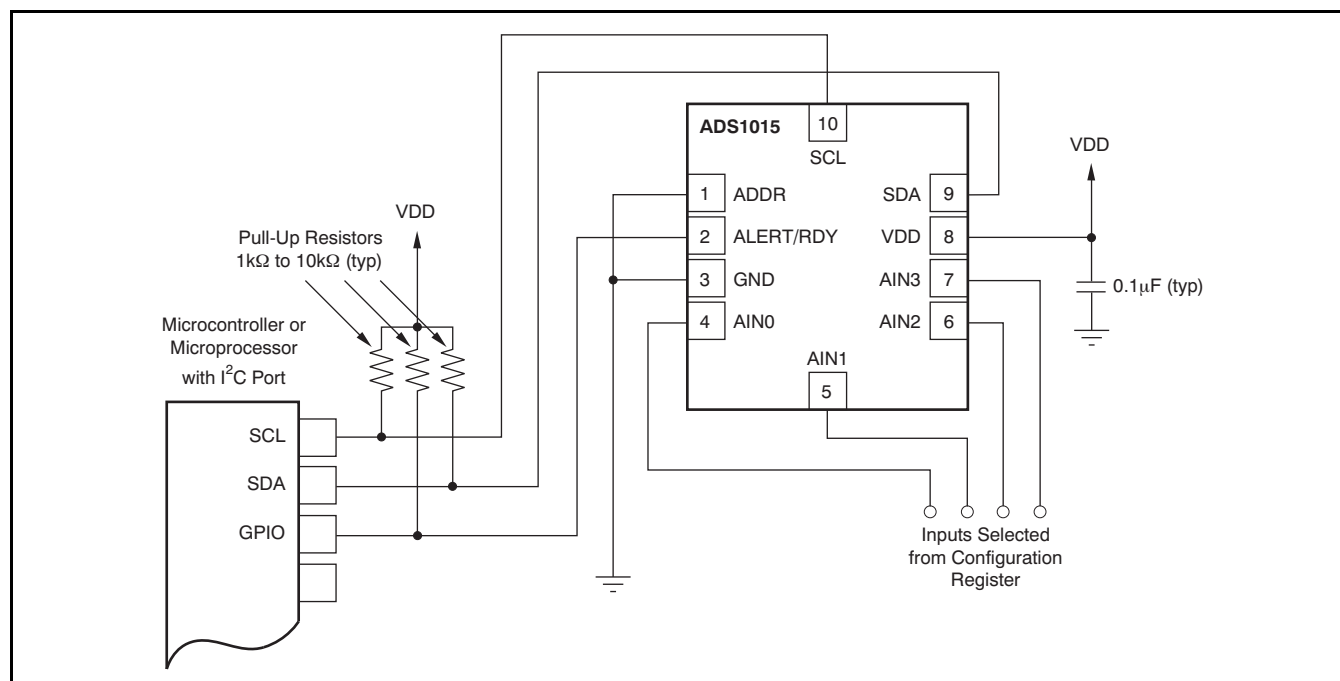 ADS1015
10
SCL
1
ADDR
2
ALERT/RDY
3
GND
4
AIN0
SDA
9
VDD
8
AIN3
7
AIN2
6
AIN1
5
VDD
0.1µF (typ)
VDD
Pull-Up Resistors
1kΩ to 10kΩ (typ)
Microcontroller or
Microprocessor
with I²C Port
SCL
SDA
GPIO
Inputs Selected
from Configuration
Register